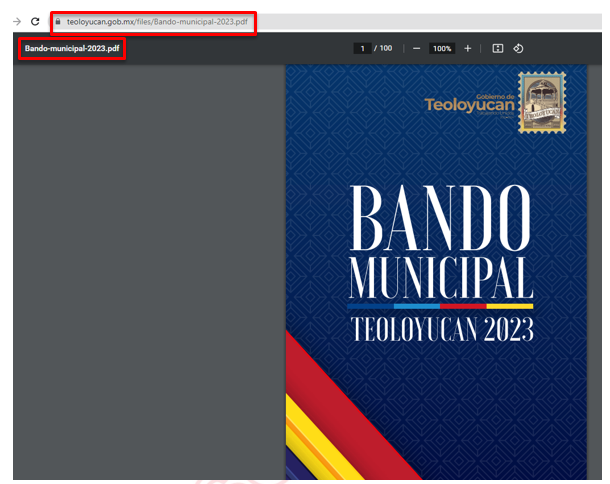 teoloyucan.gob.mx/files/Bando-municipal-2023.pdf
Bando-municipal-2023.pdf
1 / 100
100%
Gobierno de
Teoloyucan
TEOLOYUCAN
BANDO
MUNICIPAL
TEOLOYUCAN 2023